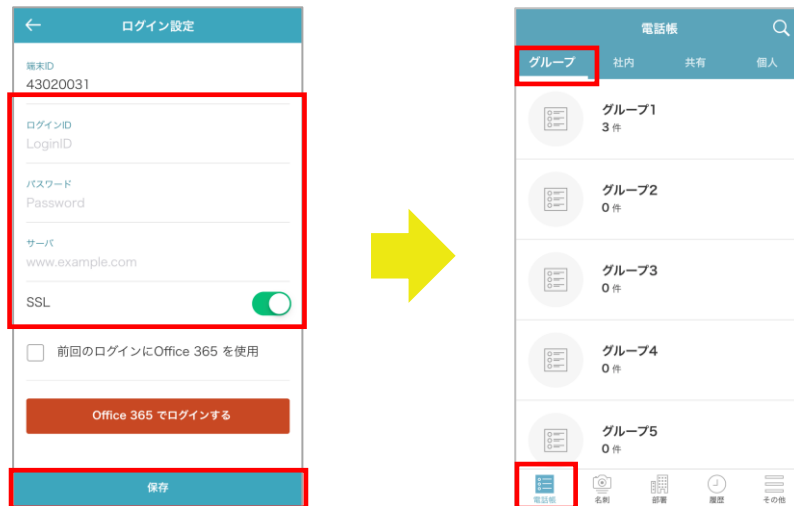 ログイン設定
端末ID
43020031
ログインID
LoginID
パスワード
Password
サーバ
www.example.com
SSL
前回のログインにOffice 365 を使用
Office 365 でログインする
保存
電話帳
グループ 社内 共有 個人
グループ1
3 件
グループ2
0 件
グループ3
0 件
グループ4
0 件
グループ5
0 件
電話帳 名刺 部署 履歴 その他